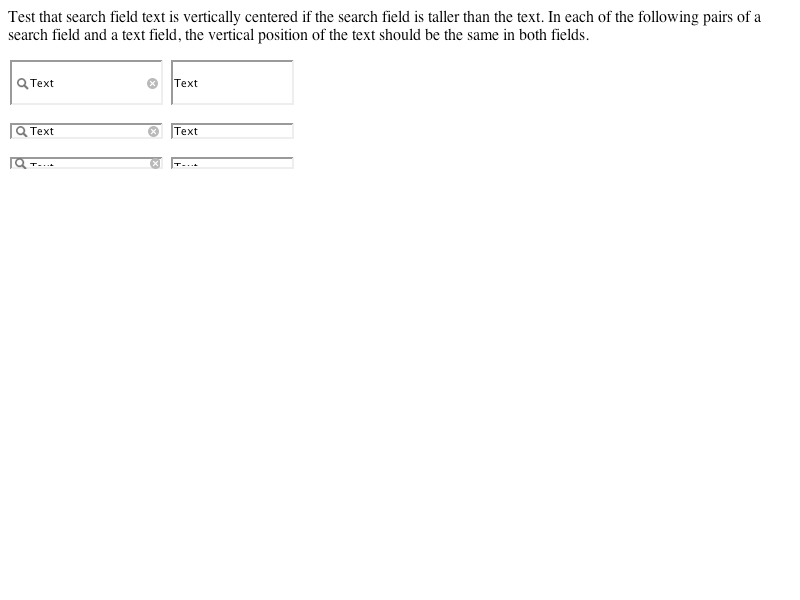 Test that search field text is vertically centered if the search field is taller than the text. In each of the following pairs of a
search field and a text field, the vertical position of the text should be the same in both fields.
Text Text
Text Text